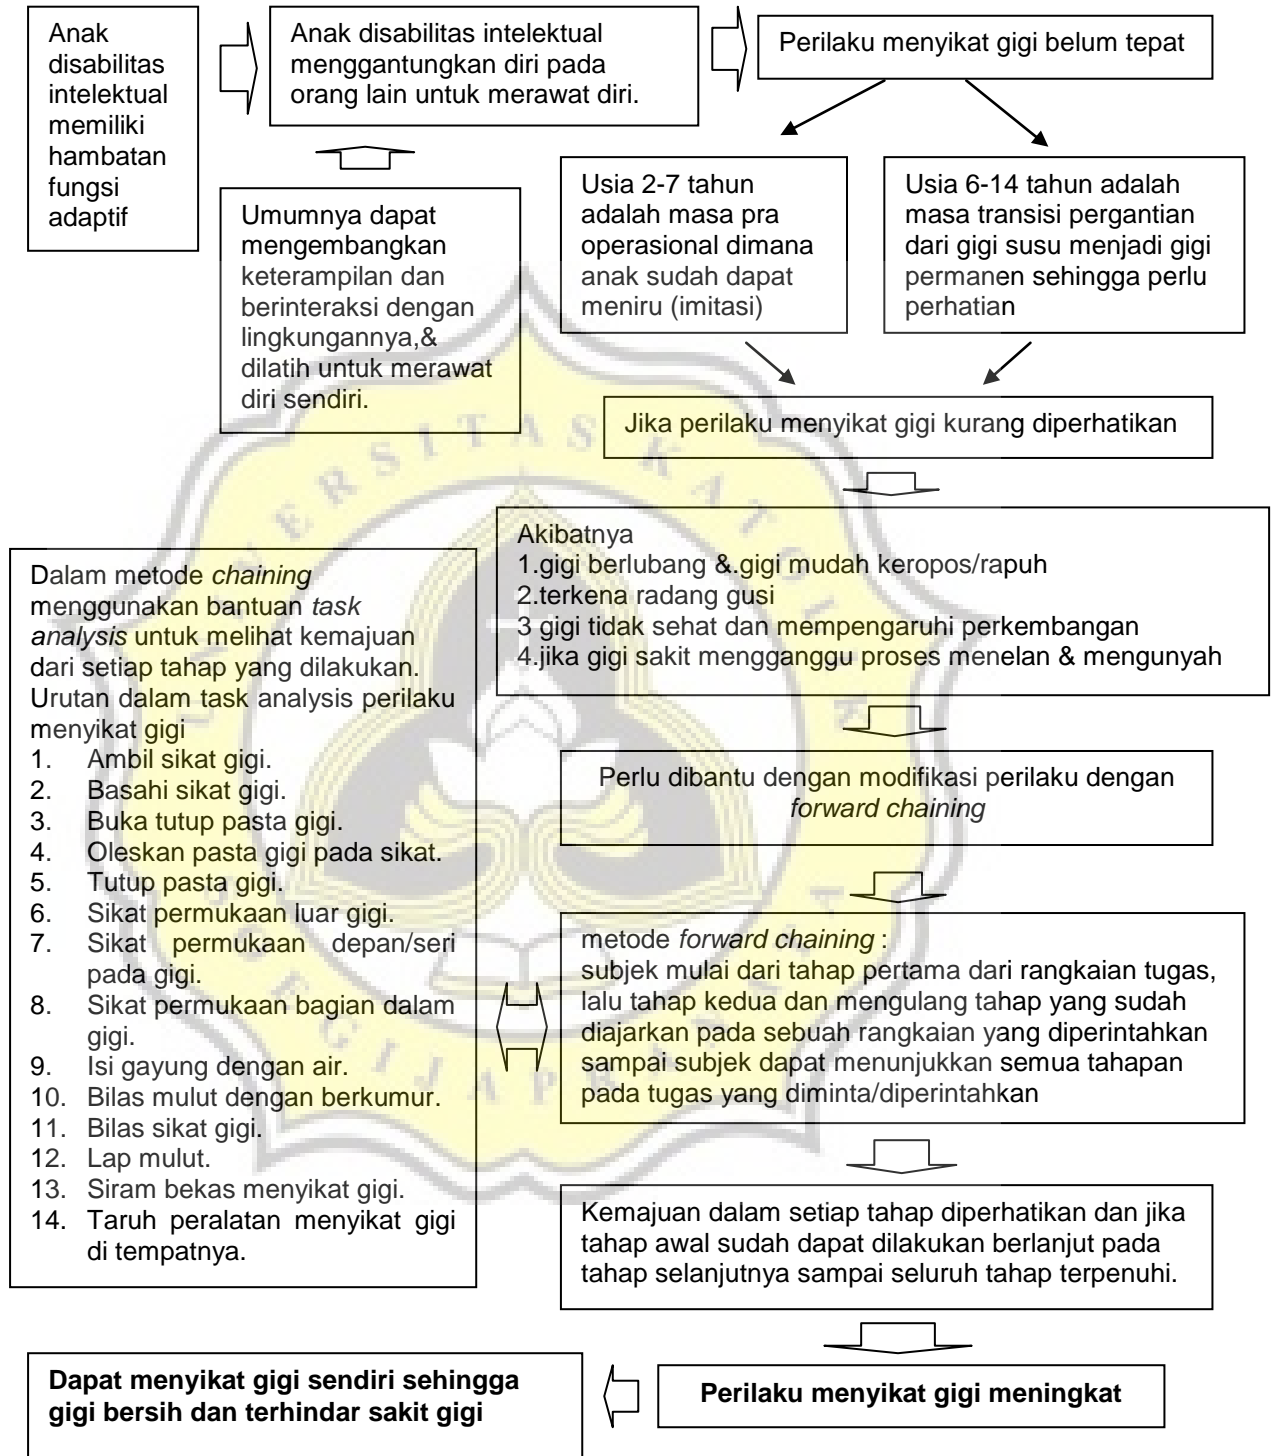 Anak
disabilitas
intelektual
memiliki
hambatan
fungsi
adaptif
Anak disabilitas intelektual
menggantungkan diri pada
orang lain untuk merawat diri.
Perilaku menyikat gigi belum tepat
Umumnya dapat
mengembangkan
keterampilan dan
berinteraksi dengan
lingkungannya,&
dilatih untuk merawat
diri sendiri.
Usia 2-7 tahun
adalah masa pra
operasional dimana
anak sudah dapat
meniru (imitasi)
Usia 6-14 tahun adalah
masa transisi pergantian
dari gigi susu menjadi gigi
permanen sehingga perlu
perhatian
Jika perilaku menyikat gigi kurang diperhatikan
Akibatnya
1.gigi berlubang &.gigi mudah keropos/rapuh
2.terkena radang gusi
3 gigi tidak sehat dan mempengaruhi perkembangan
4.jika gigi sakit mengganggu proses menelan & mengunyah
Dalam metode chaining
menggunakan bantuan task
analysis untuk melihat kemajuan
dari setiap tahap yang dilakukan.
Urutan dalam task analysis perilaku
menyikat gigi
1. Ambil sikat gigi.
2. Basahi sikat gigi.
3. Buka tutup pasta gigi.
4. Oleskan pasta gigi pada sikat.
5. Tutup pasta gigi.
6. Sikat permukaan luar gigi.
7. Sikat permukaan depan/seri
pada gigi.
8. Sikat permukaan bagian dalam
gigi.
9. Isi gayung dengan air.
10. Bilas mulut dengan berkumur.
11. Bilas sikat gigi.
12. Lap mulut.
13. Siram bekas menyikat gigi.
14. Taruh peralatan menyikat gigi
di tempatnya.
Perlu dibantu dengan modifikasi perilaku dengan
forward chaining
metode forward chaining :
subjek mulai dari tahap pertama dari rangkaian tugas,
lalu tahap kedua dan mengulang tahap yang sudah
diajarkan pada sebuah rangkaian yang diperintahkan
sampai subjek dapat menunjukkan semua tahapan
pada tugas yang diminta/diperintahkan
Kemajuan dalam setiap tahap diperhatikan dan jika
tahap awal sudah dapat dilakukan berlanjut pada
tahap selanjutnya sampai seluruh tahap terpenuhi.
Perilaku menyikat gigi meningkat
Dapat menyikat gigi sendiri sehingga
gigi bersih dan terhindar sakit gigi
UNIVERSITAS KATOLIK
SOEGIJAPRANATA